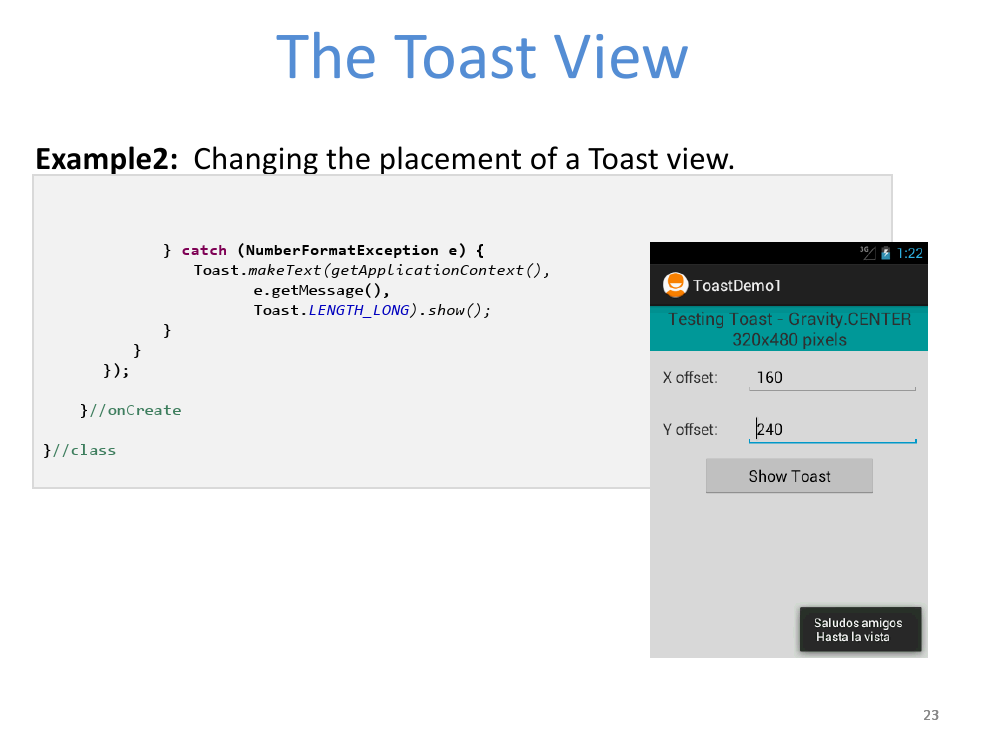 The Toast View
Example2: Changing the placement of a Toast view.
} catch (NumberFormatException e) {
Toast.makeText(getApplicationContext(),
e.getMessage(),
Toast.LENGTH_LONG).show();
}
}
});
}//onCreate
}//class
3G 1:22
ToastDemo1
Testing Toast - Gravity.CENTER
320x480 pixels
X offset: 160
Y offset: 240
Show Toast
Saludos amigos
Hasta la vista
23